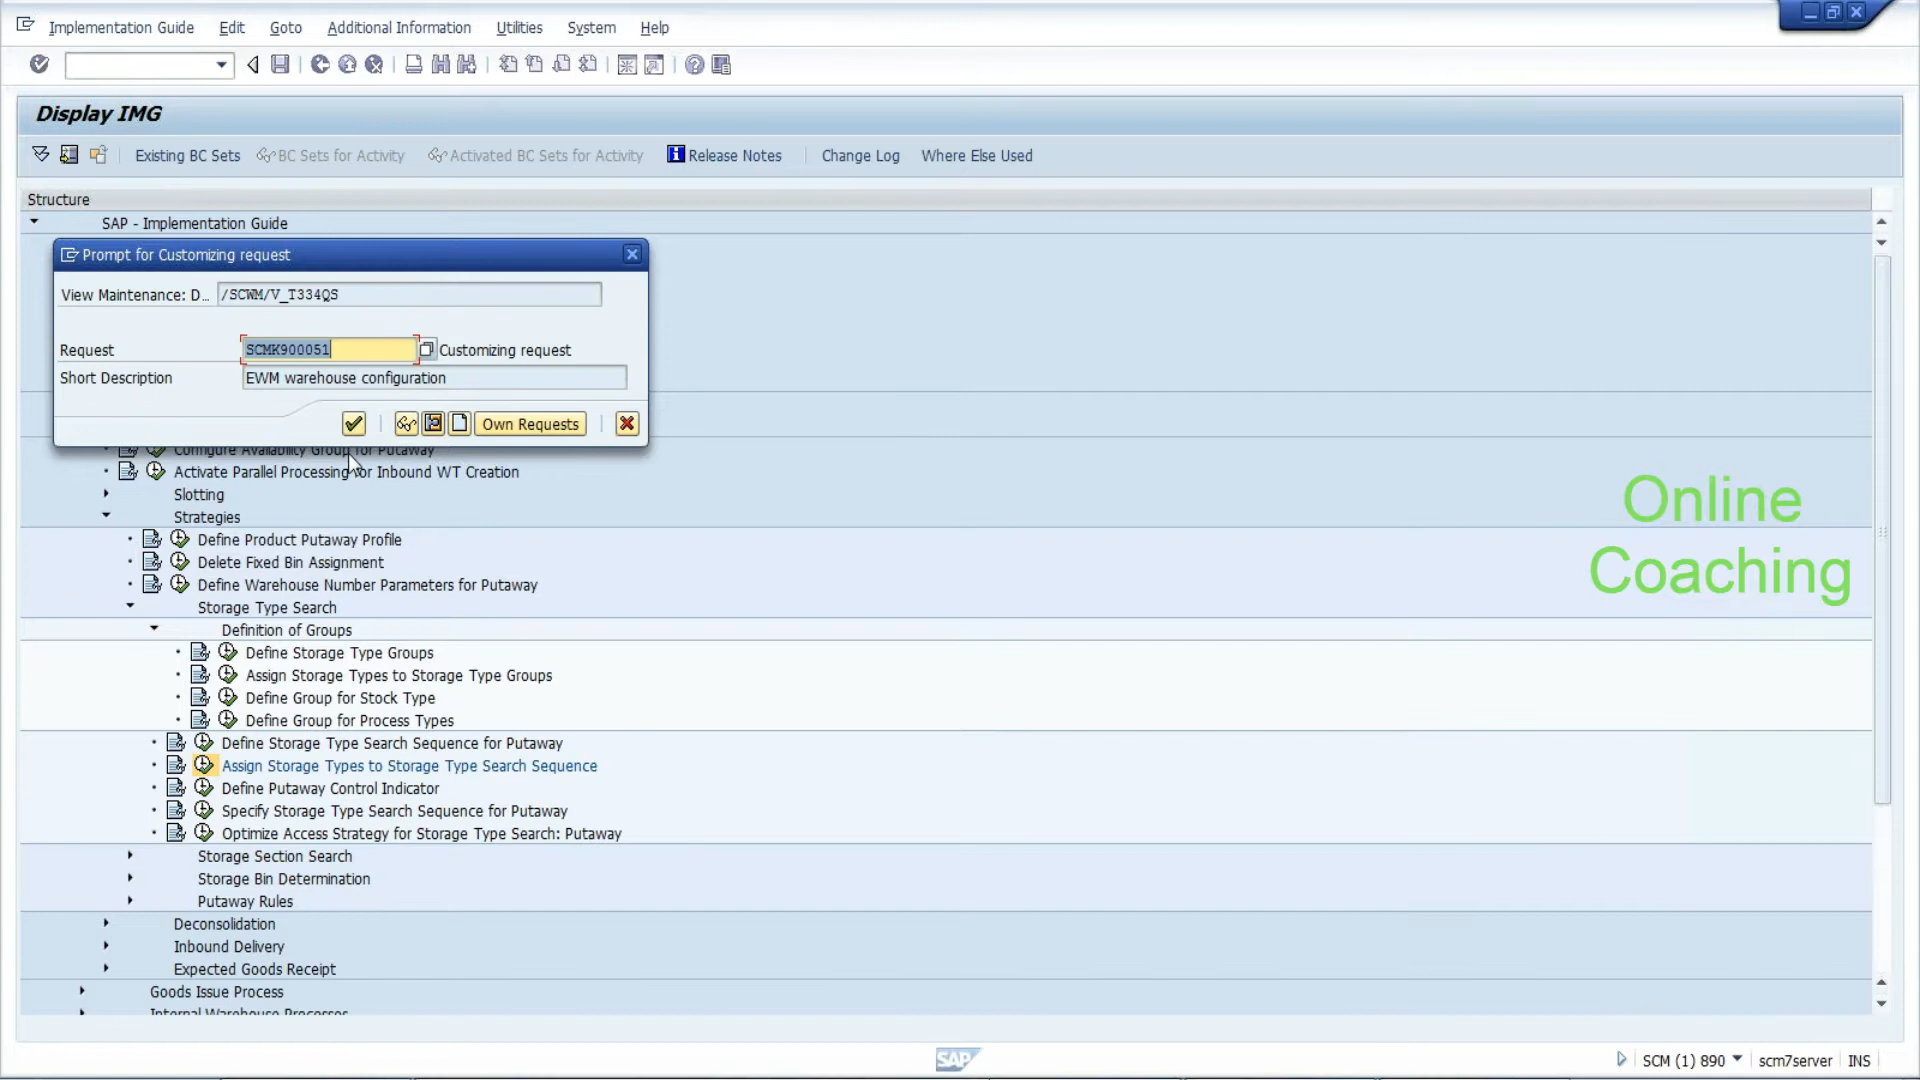 Implementation Guide Edit Goto Additional Information Utilities System Help
Display IMG
Existing BC Sets BC Sets for Activity Activated BC Sets for Activity Release Notes Change Log Where Else Used
Structure
SAP - Implementation Guide
Prompt for Customizing request
View Maintenance: D... /SCWM/V_T334QS
Request SCMK900051 Customizing request
Short Description EWM warehouse configuration
Own Requests
Configure Availability Group for Putaway
Activate Parallel Processing for Inbound WT Creation
Slotting
Strategies
Define Product Putaway Profile
Delete Fixed Bin Assignment
Define Warehouse Number Parameters for Putaway
Storage Type Search
Definition of Groups
Define Storage Type Groups
Assign Storage Types to Storage Type Groups
Define Group for Stock Type
Define Group for Process Types
Define Storage Type Search Sequence for Putaway
Assign Storage Types to Storage Type Search Sequence
Define Putaway Control Indicator
Specify Storage Type Search Sequence for Putaway
Optimize Access Strategy for Storage Type Search: Putaway
Storage Section Search
Storage Bin Determination
Putaway Rules
Deconsolidation
Inbound Delivery
Expected Goods Receipt
Goods Issue Process
Internal Warehouse Processes
Online
Coaching
SAP
SCM (1) 890 scm7server INS